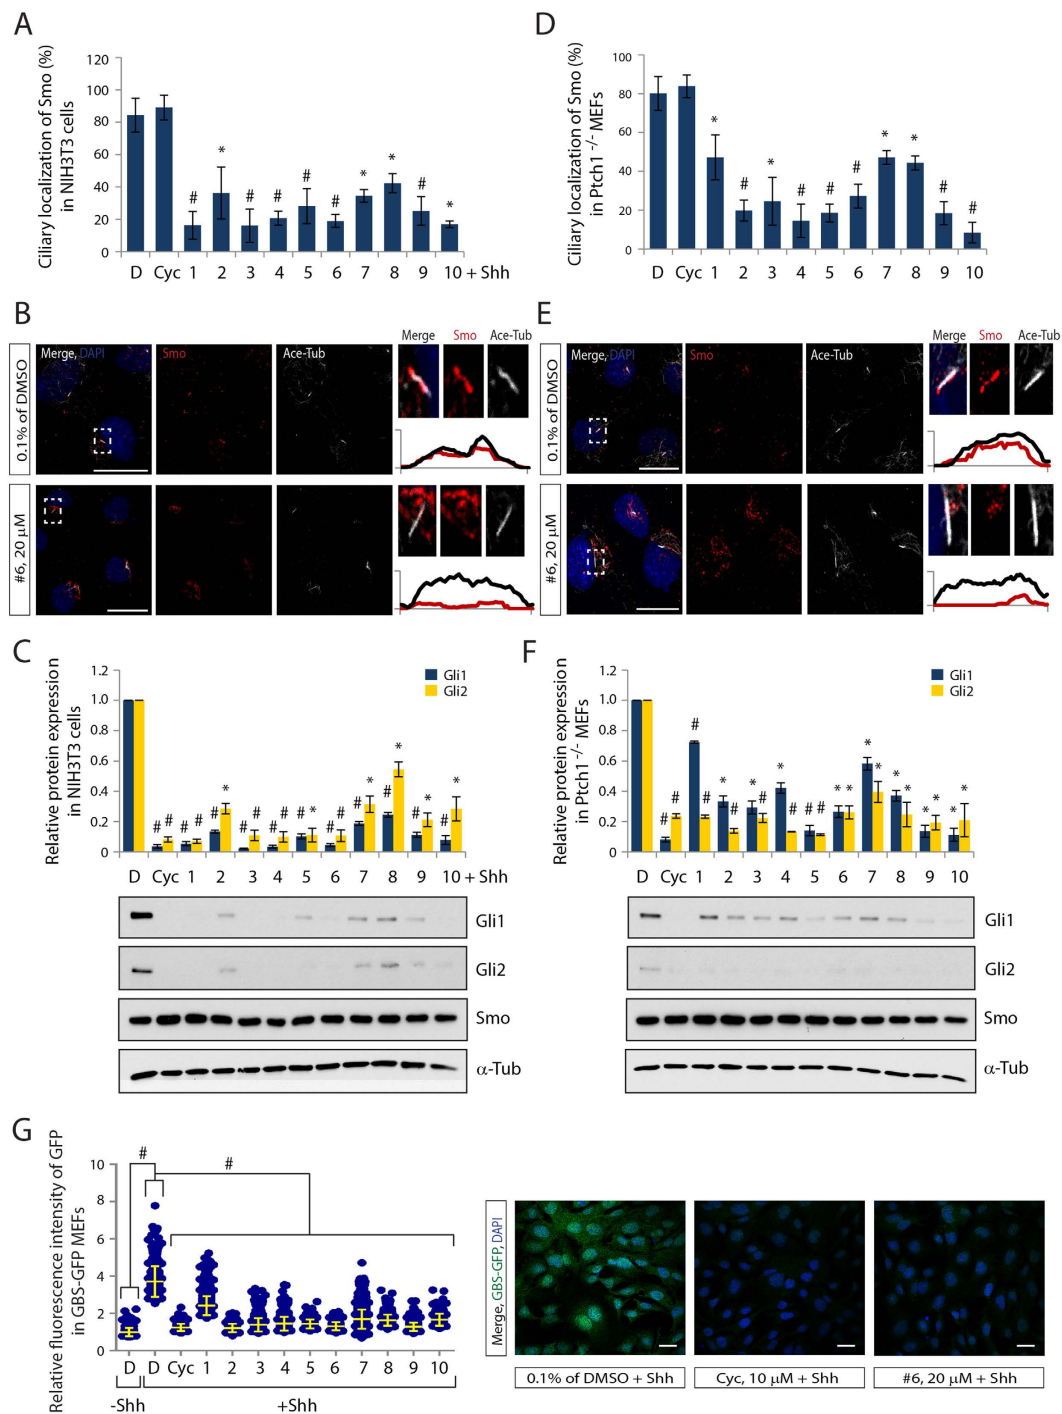 A
Ciliary localization of Smo (%)
in NIH3T3 cells
120
100
80
60
40
20
0
# * # # # # * * # *
D Cyc 1 2 3 4 5 6 7 8 9 10 + Shh
D
Ciliary localization of Smo (%)
in Ptch1 -/- MEFs
100
80
60
40
20
0
* # * # # # * * # #
D Cyc 1 2 3 4 5 6 7 8 9 10
B
0.1% of DMSO
Merge, DAPI
Smo
Ace-Tub
Merge Smo Ace-Tub
#6, 20 µM
E
0.1% of DMSO
Merge, DAPI
Smo
Ace-Tub
Merge Smo Ace-Tub
#6, 20 µM
C
Relative protein expression
in NIH3T3 cells
1.2
1.0
0.8
0.6
0.4
0.2
0
Gli1
Gli2
# # # # # * # # # # # * # # # * # * # * # *
D Cyc 1 2 3 4 5 6 7 8 9 10 + Shh
Gli1
Gli2
Smo
α-Tub
F
Relative protein expression
in Ptch1 -/- MEFs
1.2
1.0
0.8
0.6
0.4
0.2
0
Gli1
Gli2
# # # # * # * # * # # # * * * * * * * * * *
D Cyc 1 2 3 4 5 6 7 8 9 10
Gli1
Gli2
Smo
α-Tub
G
Relative fluorescence intensity of GFP
in GBS-GFP MEFs
10
8
6
4
2
0
# #
D D Cyc 1 2 3 4 5 6 7 8 9 10
-Shh +Shh
Merge, GBS-GFP, DAPI
0.1% of DMSO + Shh
Cyc, 10 µM + Shh
#6, 20 µM + Shh